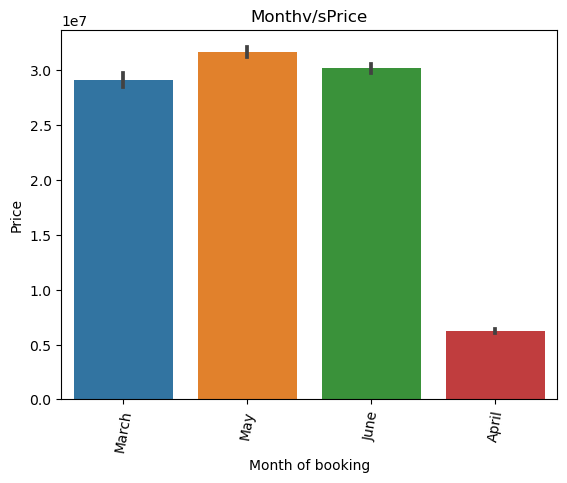 Monthv/sPrice
1e7
3.0
2.5
2.0
1.5
1.0
0.5
0.0
Price
March
May
June
April
Month of booking